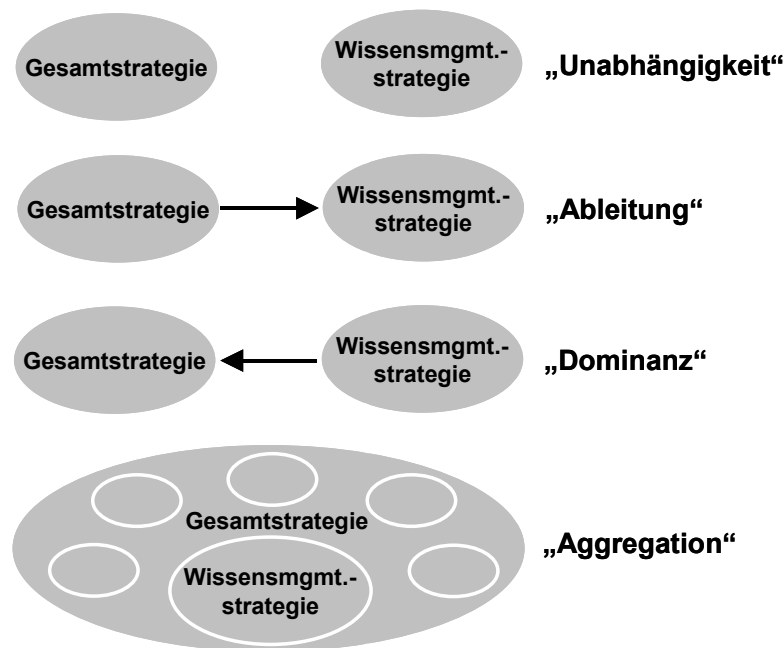 Gesamtstrategie
Wissensmgmt.-
strategie
„Unabhängigkeit“
Gesamtstrategie
Wissensmgmt.-
strategie
„Ableitung“
Gesamtstrategie
Wissensmgmt.-
strategie
„Dominanz“
Gesamtstrategie
Wissensmgmt.-
strategie
„Aggregation“